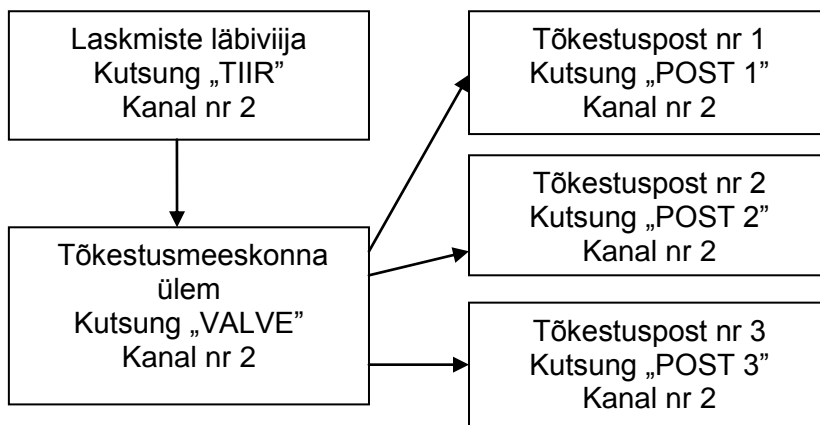 Laskmiste läbiviija
Kutsung „TIIR”
Kanal nr 2
Tõkestusmeeskonna
ülem
Kutsung „VALVE”
Kanal nr 2
Tõkestuspost nr 1
Kutsung „POST 1”
Kanal nr 2
Tõkestuspost nr 2
Kutsung „POST 2”
Kanal nr 2
Tõkestuspost nr 3
Kutsung „POST 3”
Kanal nr 2